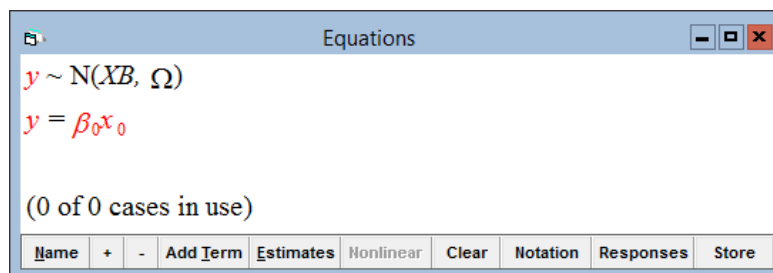 Equations
y ~ N(XB, Ω)
y = β₀x₀
(0 of 0 cases in use)
Name + - Add Term Estimates Nonlinear Clear Notation Responses Store